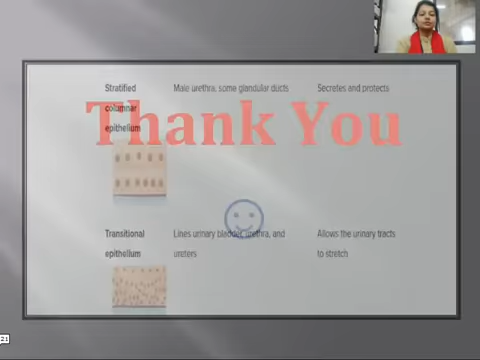 Stratified Male urethra, some glandular ducts Secretes and protects
columnar
epithelium
Thank You
Transitional Lines urinary bladder, urethra, and Allows the urinary tracts
epithelium ureters to stretch